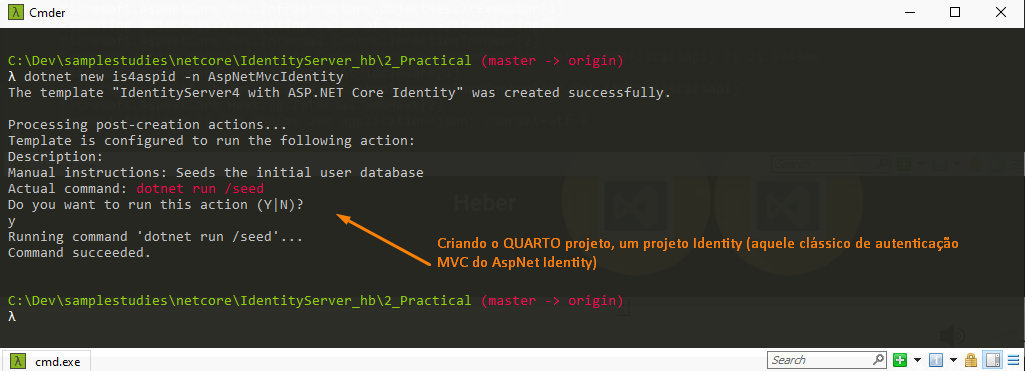 Cmder
C:\Dev\samplestudies\netcore\IdentityServer_hb\2_Practical (master -> origin)
λ dotnet new is4aspid -n AspNetMvcIdentity
The template "IdentityServer4 with ASP.NET Core Identity" was created successfully.
Processing post-creation actions...
Template is configured to run the following action:
Description:
Manual instructions: Seeds the initial user database
Actual command: dotnet run /seed
Do you want to run this action (Y|N)?
y
Heber
Running command 'dotnet run /seed'...
Command succeeded.
Criando o QUARTO projeto, um projeto Identity (aquele clássico de autenticação
MVC do AspNet Identity)
C:\Dev\samplestudies\netcore\IdentityServer_hb\2_Practical (master -> origin)
λ
λ cmd.exe
Search